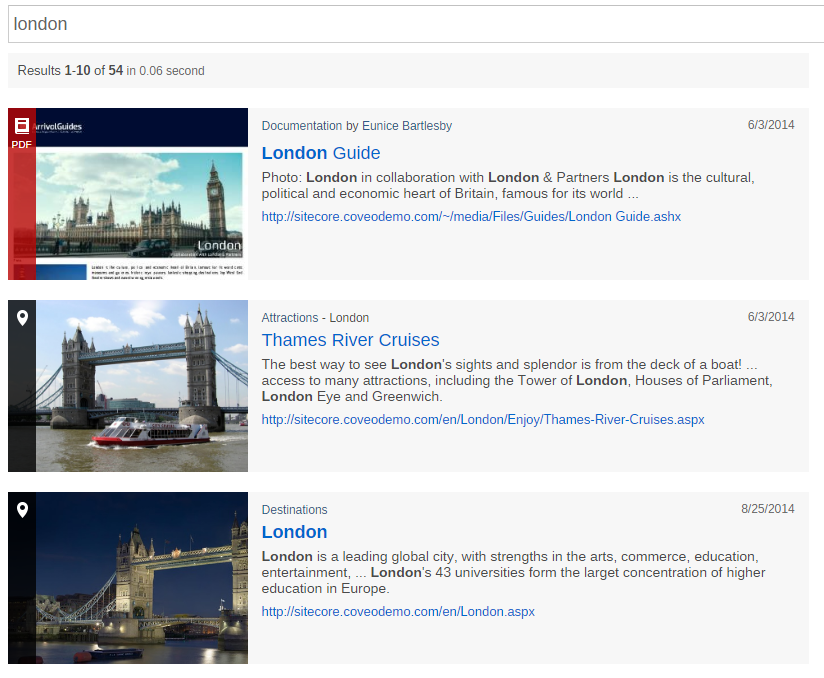 london
Results 1-10 of 54 in 0.06 second
PDF
ArrivalGuides
London
Documentation by Eunice Bartlesby
6/3/2014
London Guide
Photo: London in collaboration with London & Partners London is the cultural,
political and economic heart of Britain, famous for its world ...
http://sitecore.coveodemo.com/~/media/Files/Guides/London Guide.ashx
Attractions - London
6/3/2014
Thames River Cruises
The best way to see London's sights and splendor is from the deck of a boat! ...
access to many attractions, including the Tower of London, Houses of Parliament,
London Eye and Greenwich.
http://sitecore.coveodemo.com/en/London/Enjoy/Thames-River-Cruises.aspx
Destinations
8/25/2014
London
London is a leading global city, with strengths in the arts, commerce, education,
entertainment, ... London's 43 universities form the larget concentration of higher
education in Europe.
http://sitecore.coveodemo.com/en/London.aspx